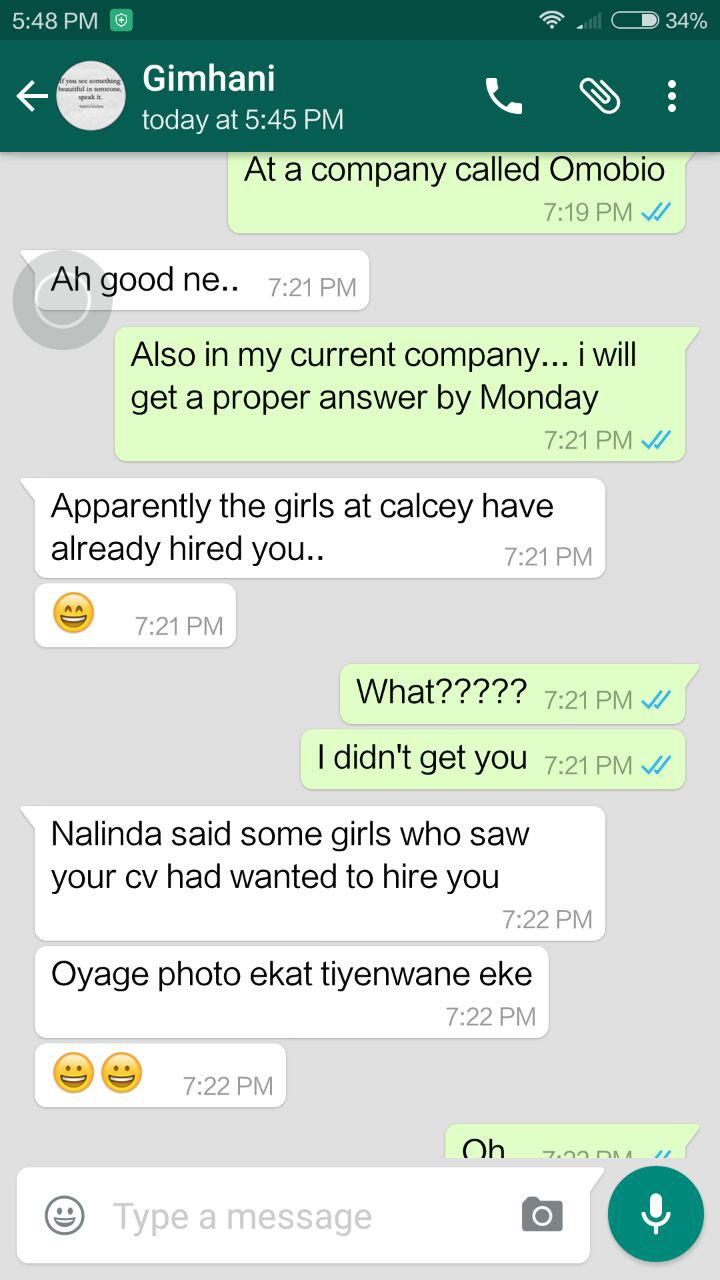 5:48 PM 34%
If you see something
beautiful in someone,
speak it.
Gimhani
today at 5:45 PM
At a company called Omobio
7:19 PM
Ah good ne.. 7:21 PM
Also in my current company... i will
get a proper answer by Monday
7:21 PM
Apparently the girls at calcey have
already hired you.. 7:21 PM
😄 7:21 PM
What????? 7:21 PM
I didn't get you 7:21 PM
Nalinda said some girls who saw
your cv had wanted to hire you
7:22 PM
Oyage photo ekat tiyenwane eke
7:22 PM
😀😀 7:22 PM
Oh 7:22 PM
Type a message